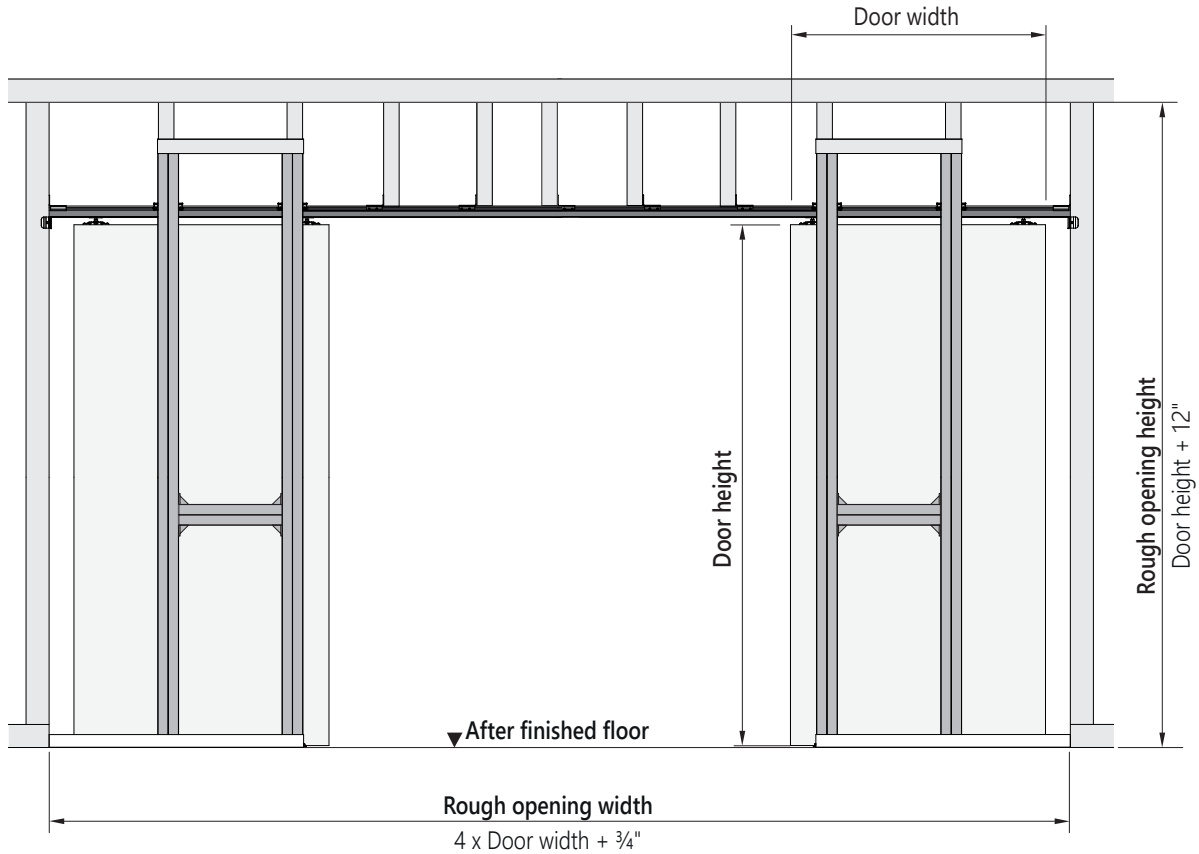 Door width
Door height
Rough opening height
Door height + 12"
After finished floor
Rough opening width
4 x Door width + ¾"